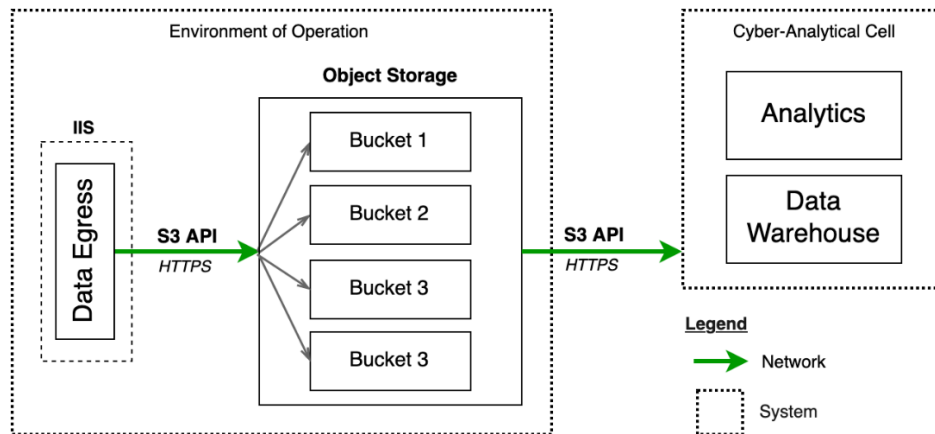 Environment of Operation
Object Storage
IIS
Data Egress
S3 API
HTTPS
Bucket 1
Bucket 2
Bucket 3
Bucket 3
S3 API
HTTPS
Cyber-Analytical Cell
Analytics
Data
Warehouse
Legend
Network
System